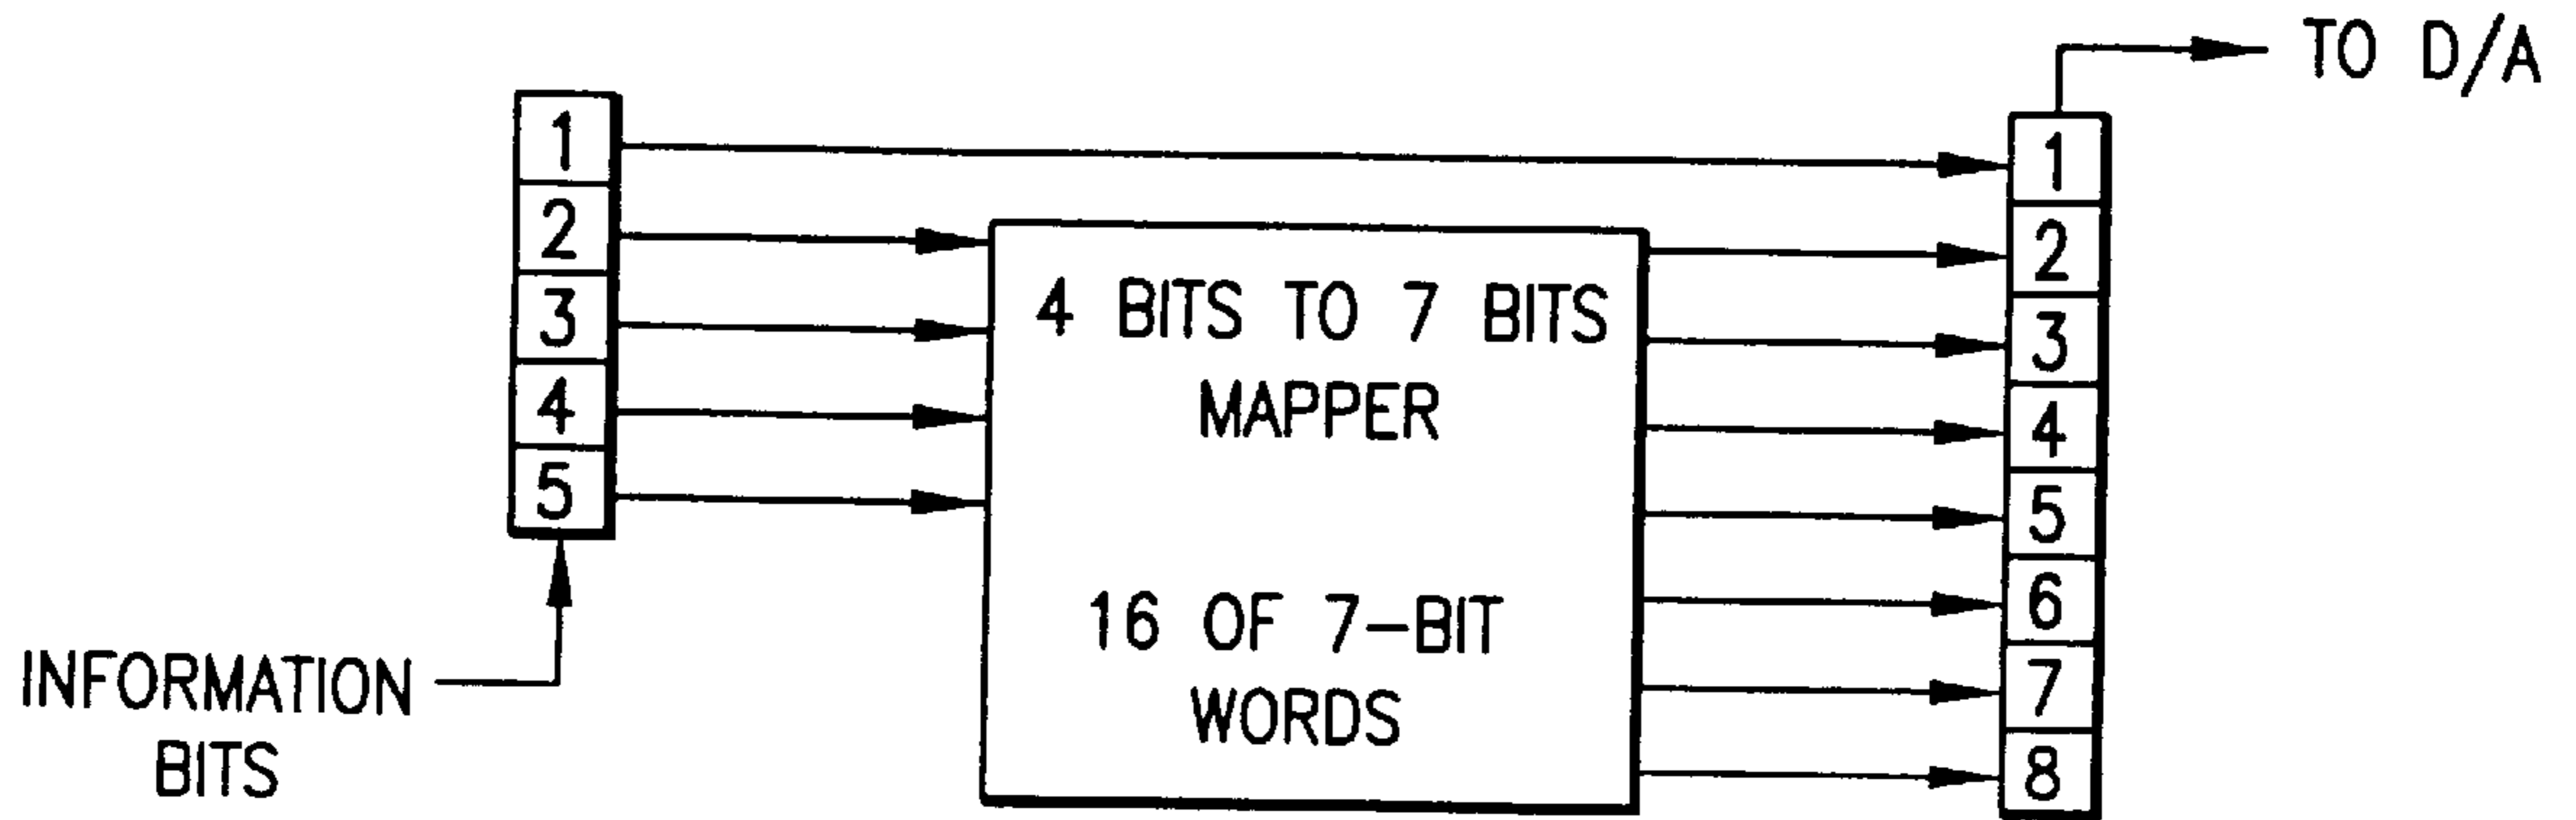 TO D/A
1
2
3
4
5
4 BITS TO 7 BITS
MAPPER
16 OF 7-BIT
WORDS
1
2
3
4
5
6
7
8
INFORMATION
BITS